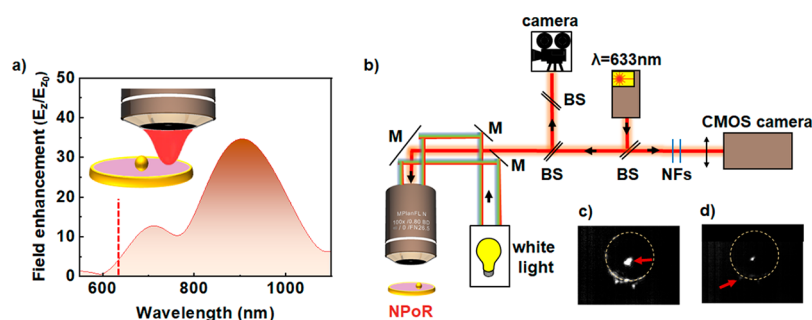 a)
Field enhancement (Ez/Ez0)
50
40
30
20
10
0
600
800
1000
Wavelength (nm)
b)
camera
λ=633nm
BS
M
M
M
BS
BS
NFs
CMOS camera
MPlanFL N
white
light
NPoR
c)
d)